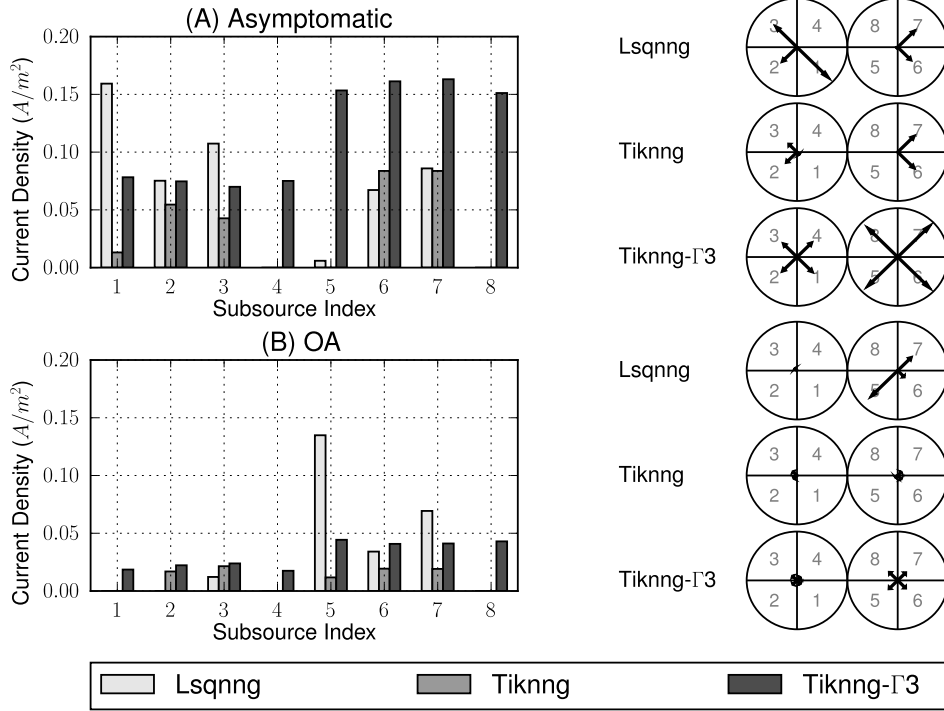 (A) Asymptomatic
Current Density (A/m²)
0.20
0.15
0.10
0.05
0.00
1 2 3 4 5 6 7 8
Subsource Index
(B) OA
Current Density (A/m²)
0.20
0.15
0.10
0.05
0.00
1 2 3 4 5 6 7 8
Subsource Index
Lsqnng
3 4 8 7
2 1 5 6
Tiknng
3 4 8 7
2 1 5 6
Tiknng-Γ3
3 4 8 7
2 1 5 6
Lsqnng
3 4 8 7
2 1 5 6
Tiknng
3 4 8 7
2 1 5 6
Tiknng-Γ3
3 4 8 7
2 1 5 6
Lsqnng Tiknng Tiknng-Γ3